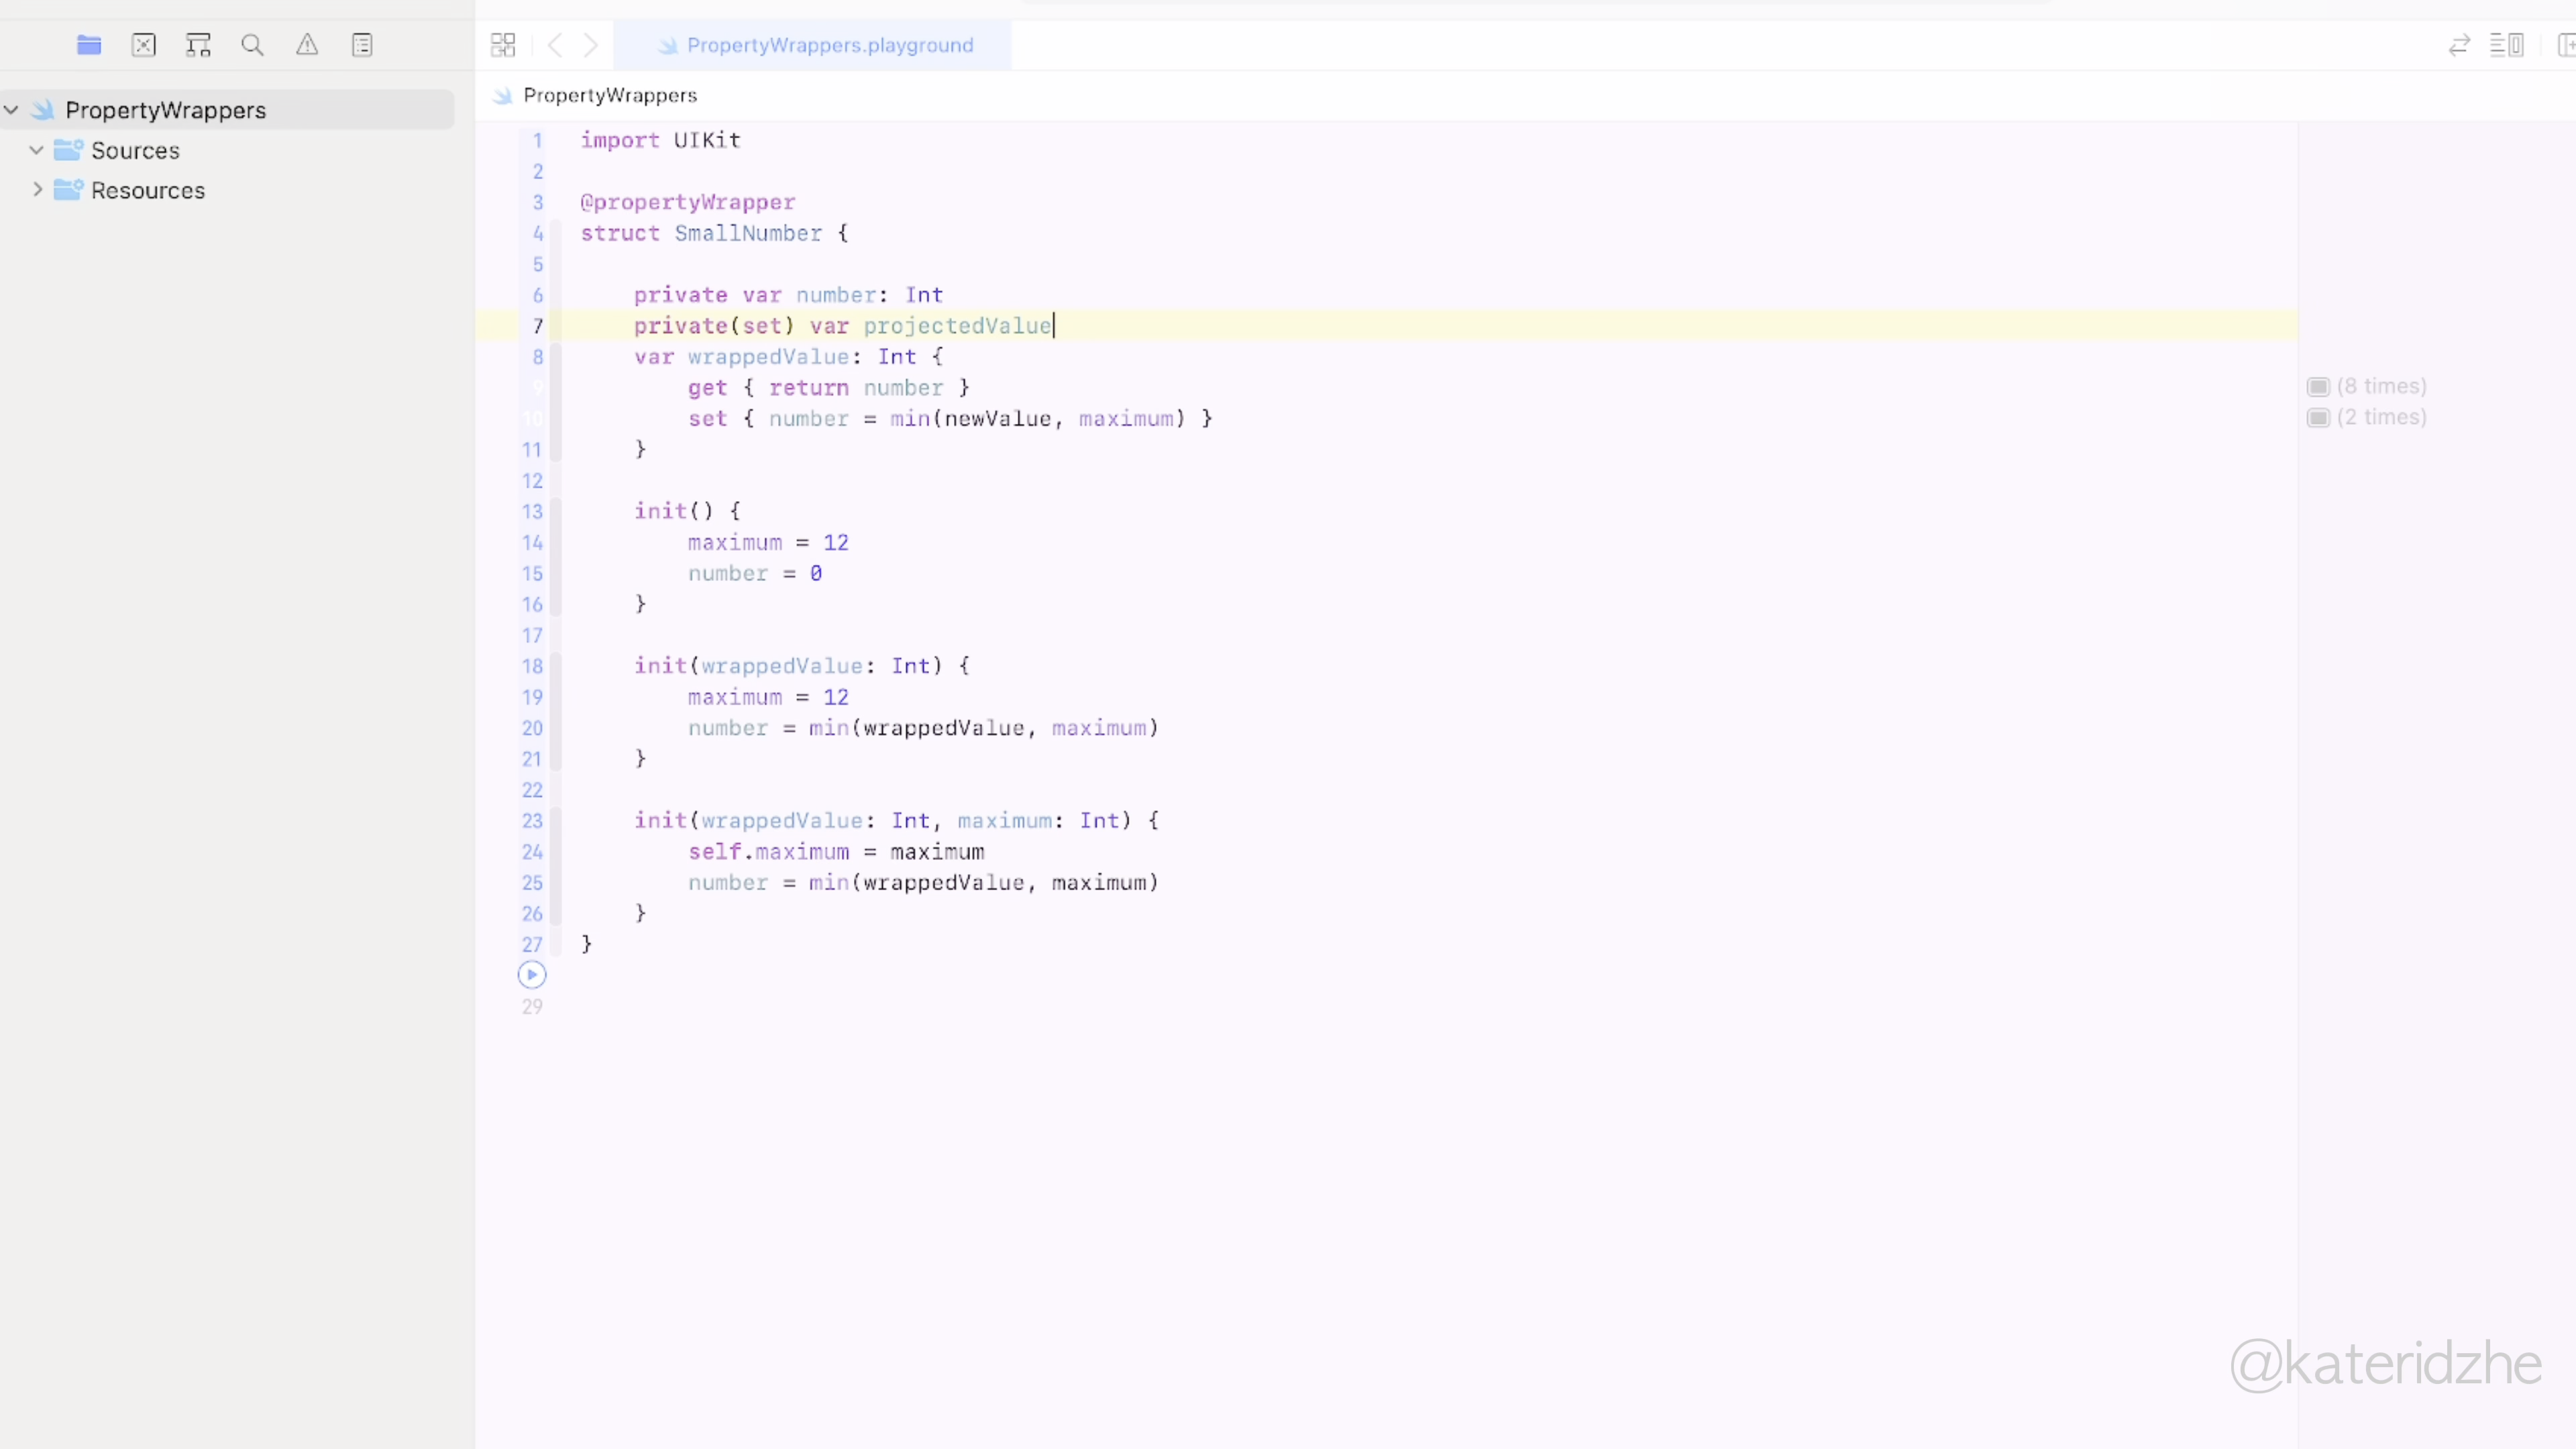 PropertyWrappers.playground
PropertyWrappers
Sources
Resources
PropertyWrappers
1 import UIKit
2
3 @propertyWrapper
4 struct SmallNumber {
5
6 private var number: Int
7 private(set) var projectedValue
8 var wrappedValue: Int {
9 get { return number }
10 set { number = min(newValue, maximum) }
11 }
12
13 init() {
14 maximum = 12
15 number = 0
16 }
17
18 init(wrappedValue: Int) {
19 maximum = 12
20 number = min(wrappedValue, maximum)
21 }
22
23 init(wrappedValue: Int, maximum: Int) {
24 self.maximum = maximum
25 number = min(wrappedValue, maximum)
26 }
27 }
29
(8 times)
(2 times)
@kateridzhe